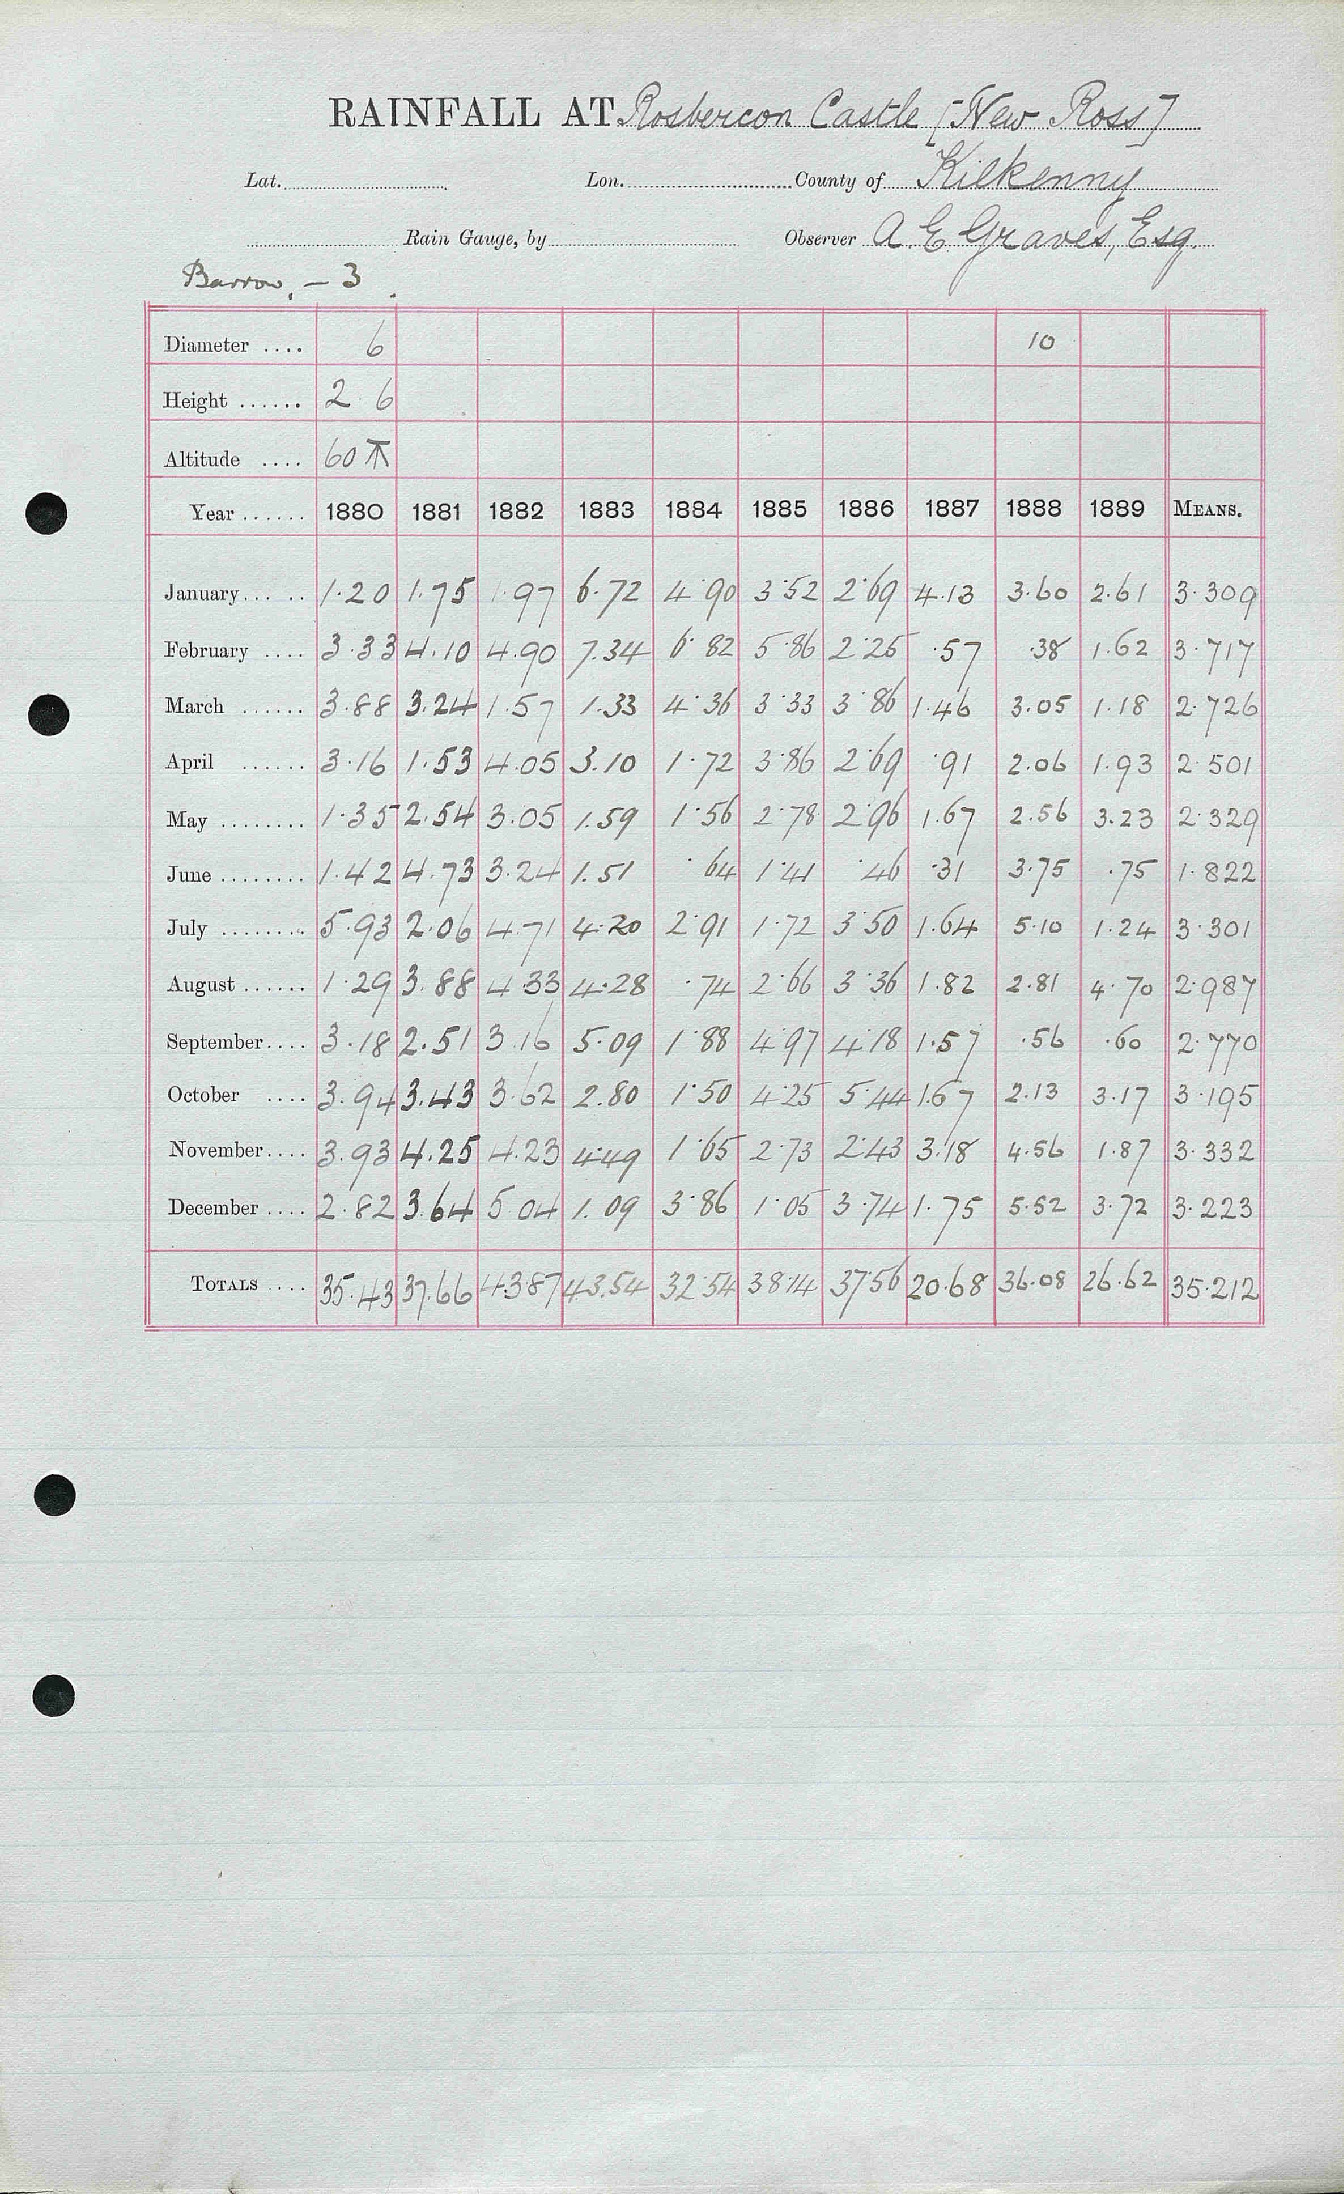 RAINFALL AT Rosbercon Castle [New Ross]
Lat. Lon. County of Kilkenny
Rain Gauge, by Observer A. E. Graves, Esq.
Barrow, - 3
Diameter .... 6 10
Height ...... 2 6
Altitude .... 60
Year ...... 1880 1881 1882 1883 1884 1885 1886 1887 1888 1889 MEANS.
January... .. 1.20 1.75 1.97 6.72 4.90 3.52 2.69 4.13 3.60 2.61 3.309
February .... 3.33 4.10 4.90 7.34 6.82 5.86 2.25 .57 .38 1.62 3.717
March ...... 3.88 3.24 1.57 1.33 4.36 3.33 3.86 1.46 3.05 1.18 2.726
April ...... 3.16 1.53 4.05 3.10 1.72 3.86 2.69 .91 2.06 1.93 2.501
May ........ 1.35 2.54 3.05 1.59 1.56 2.78 2.96 1.67 2.56 3.23 2.329
June ........ 1.42 4.73 3.24 1.51 .64 1.41 .46 .31 3.75 .75 1.822
July ........ 5.93 2.06 4.71 4.20 2.91 1.72 3.50 1.64 5.10 1.24 3.301
August ...... 1.29 3.88 4.33 4.28 .74 2.66 3.36 1.82 2.81 4.70 2.987
September.... 3.18 2.51 3.16 5.09 1.88 4.97 4.18 1.57 .56 .60 2.770
October .... 3.94 3.43 3.62 2.80 1.50 4.25 5.44 1.67 2.13 3.17 3.195
November.... 3.93 4.25 4.23 4.49 1.65 2.73 2.43 3.18 4.56 1.87 3.332
December .... 2.82 3.64 5.04 1.09 3.86 1.05 3.74 1.75 5.52 3.72 3.223
TOTALS .... 35.43 37.66 43.87 43.54 32.54 38.14 37.56 20.68 36.08 26.62 35.212